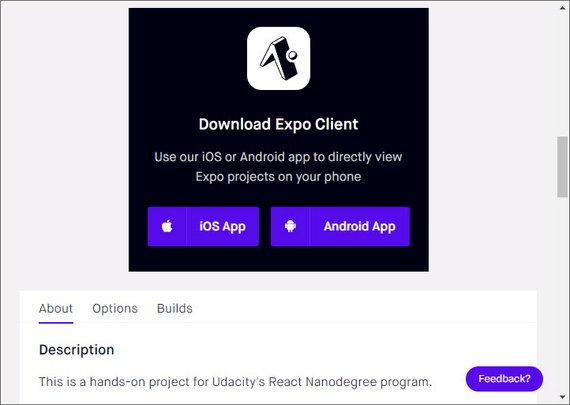 Download Expo Client
Use our iOS or Android app to directly view
Expo projects on your phone
iOS App
Android App
About
Options
Builds
Description
This is a hands-on project for Udacity's React Nanodegree program.
Feedback?